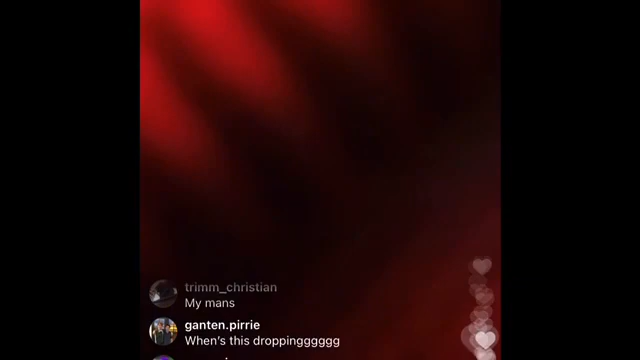 trimm_christian
My mans
ganten.pirrie
When's this droppingggggg